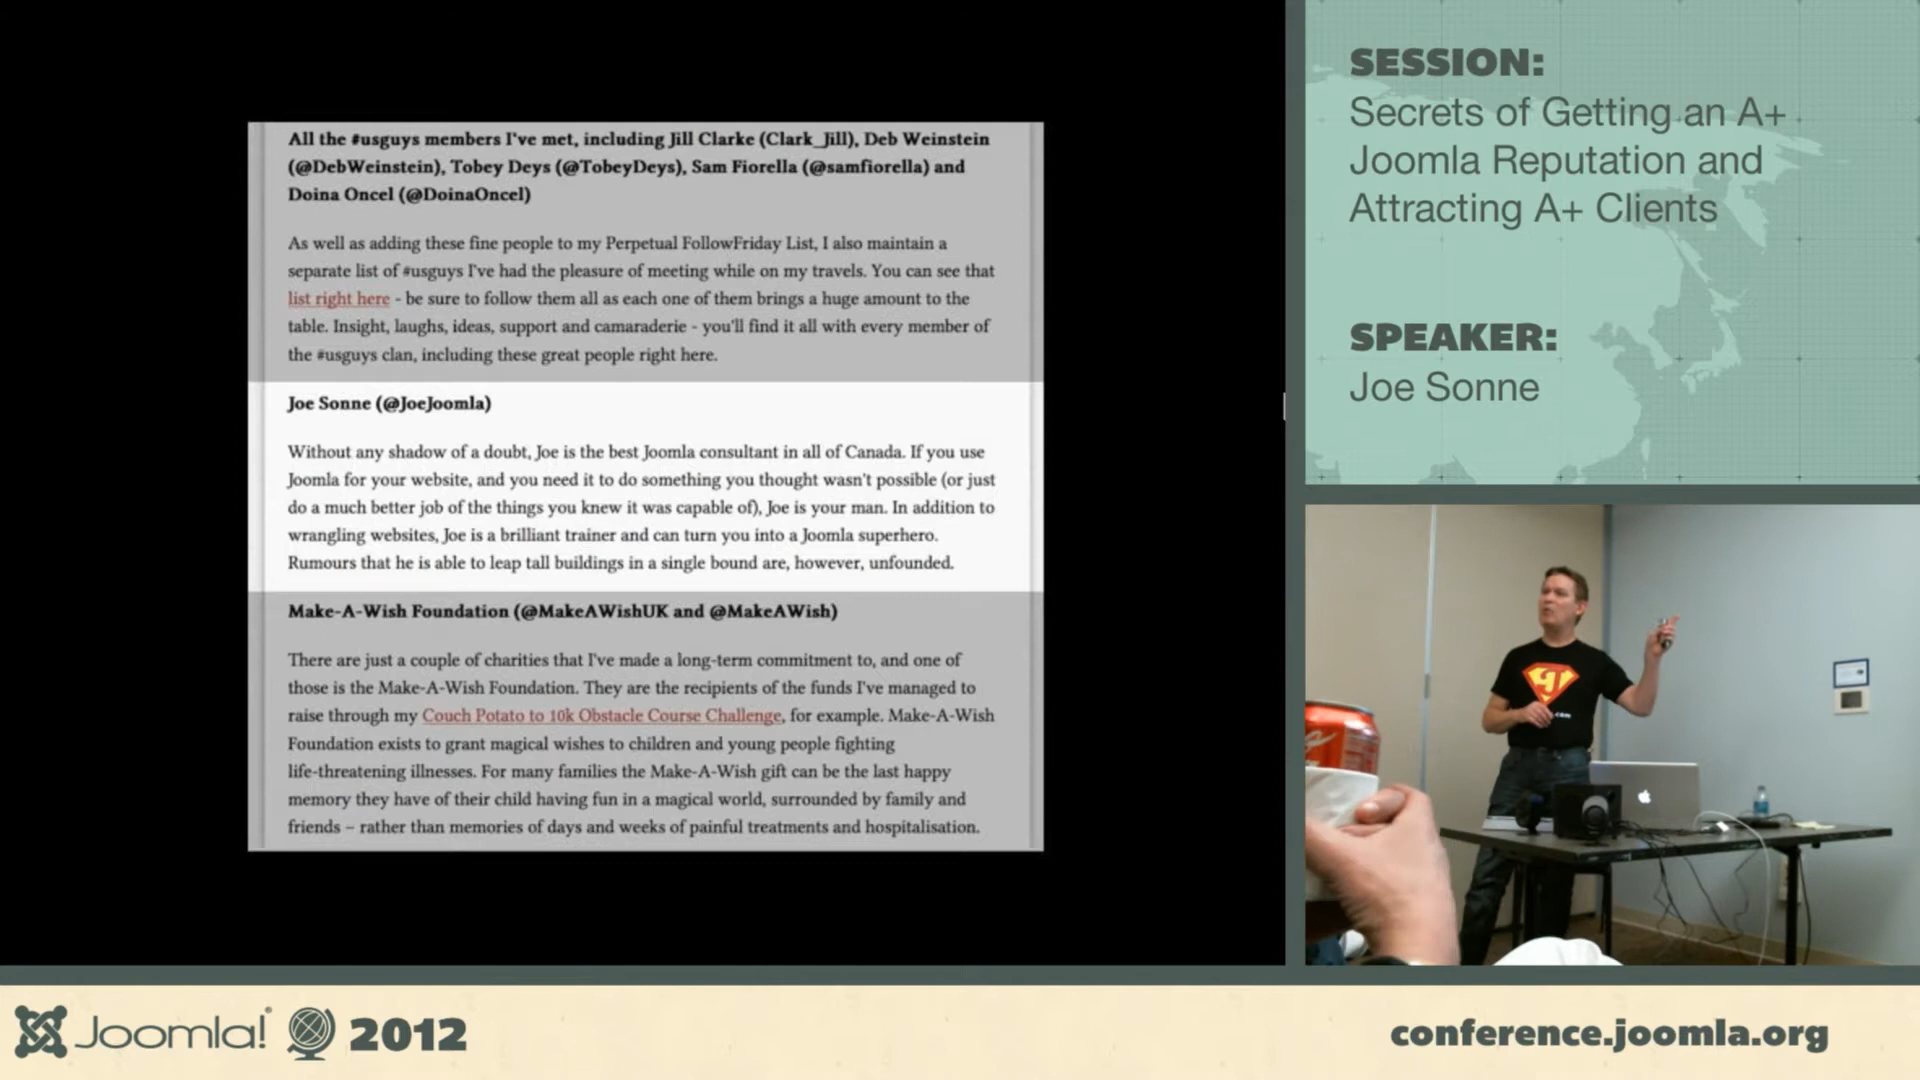 All the #usguys members I've met, including Jill Clarke (Clark_Jill), Deb Weinstein
(@DebWeinstein), Tobey Deys (@TobeyDeys), Sam Fiorella (@samfiorella) and
Doina Oncel (@DoinaOncel)
As well as adding these fine people to my Perpetual FollowFriday List, I also maintain a
separate list of #usguys I've had the pleasure of meeting while on my travels. You can see that
list right here - be sure to follow them all as each one of them brings a huge amount to the
table. Insight, laughs, ideas, support and camaraderie - you'll find it all with every member of
the #usguys clan, including these great people right here.
Joe Sonne (@JoeJoomla)
Without any shadow of a doubt, Joe is the best Joomla consultant in all of Canada. If you use
Joomla for your website, and you need it to do something you thought wasn't possible (or just
do a much better job of the things you knew it was capable of), Joe is your man. In addition to
wrangling websites, Joe is a brilliant trainer and can turn you into a Joomla superhero.
Rumours that he is able to leap tall buildings in a single bound are, however, unfounded.
Make-A-Wish Foundation (@MakeAWishUK and @MakeAWish)
There are just a couple of charities that I've made a long-term commitment to, and one of
those is the Make-A-Wish Foundation. They are the recipients of the funds I've managed to
raise through my Couch Potato to 10k Obstacle Course Challenge, for example. Make-A-Wish
Foundation exists to grant magical wishes to children and young people fighting
life-threatening illnesses. For many families the Make-A-Wish gift can be the last happy
memory they have of their child having fun in a magical world, surrounded by family and
friends – rather than memories of days and weeks of painful treatments and hospitalisation.
SESSION:
Secrets of Getting an A+
Joomla Reputation and
Attracting A+ Clients
SPEAKER:
Joe Sonne
J
.com
Joomla!® 2012
conference.joomla.org